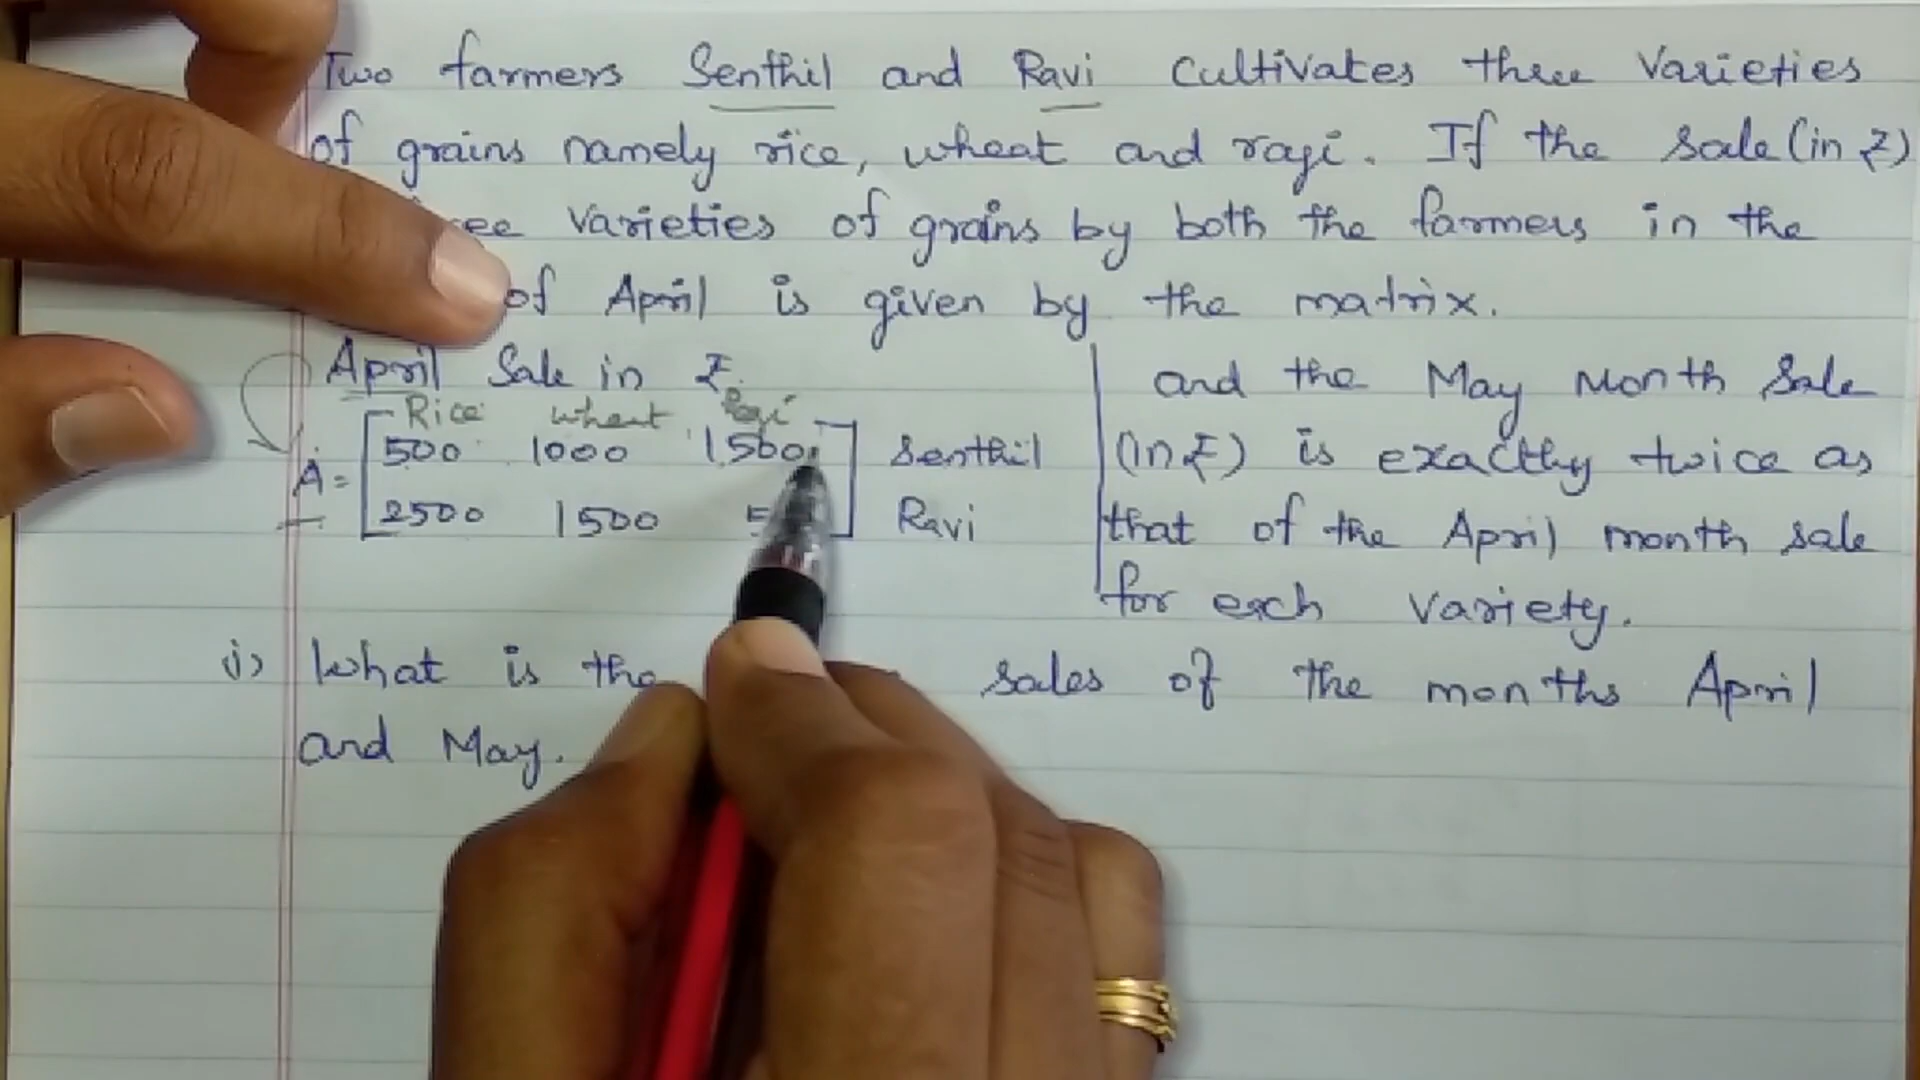 Two farmers Senthil and Ravi cultivates three varieties
of grains namely rice, wheat and ragi. If the sale (in ₹)
varieties of grains by both the farmers in the
of April is given by the matrix.
April Sale in ₹.
Rice wheat Ragi
A = [500 1000 1500] Senthil
[2500 1500 ] Ravi
and the May Month Sale
(in ₹) is exactly twice as
that of the April month sale
for each variety.
i) What is the sales of the months April
and May.